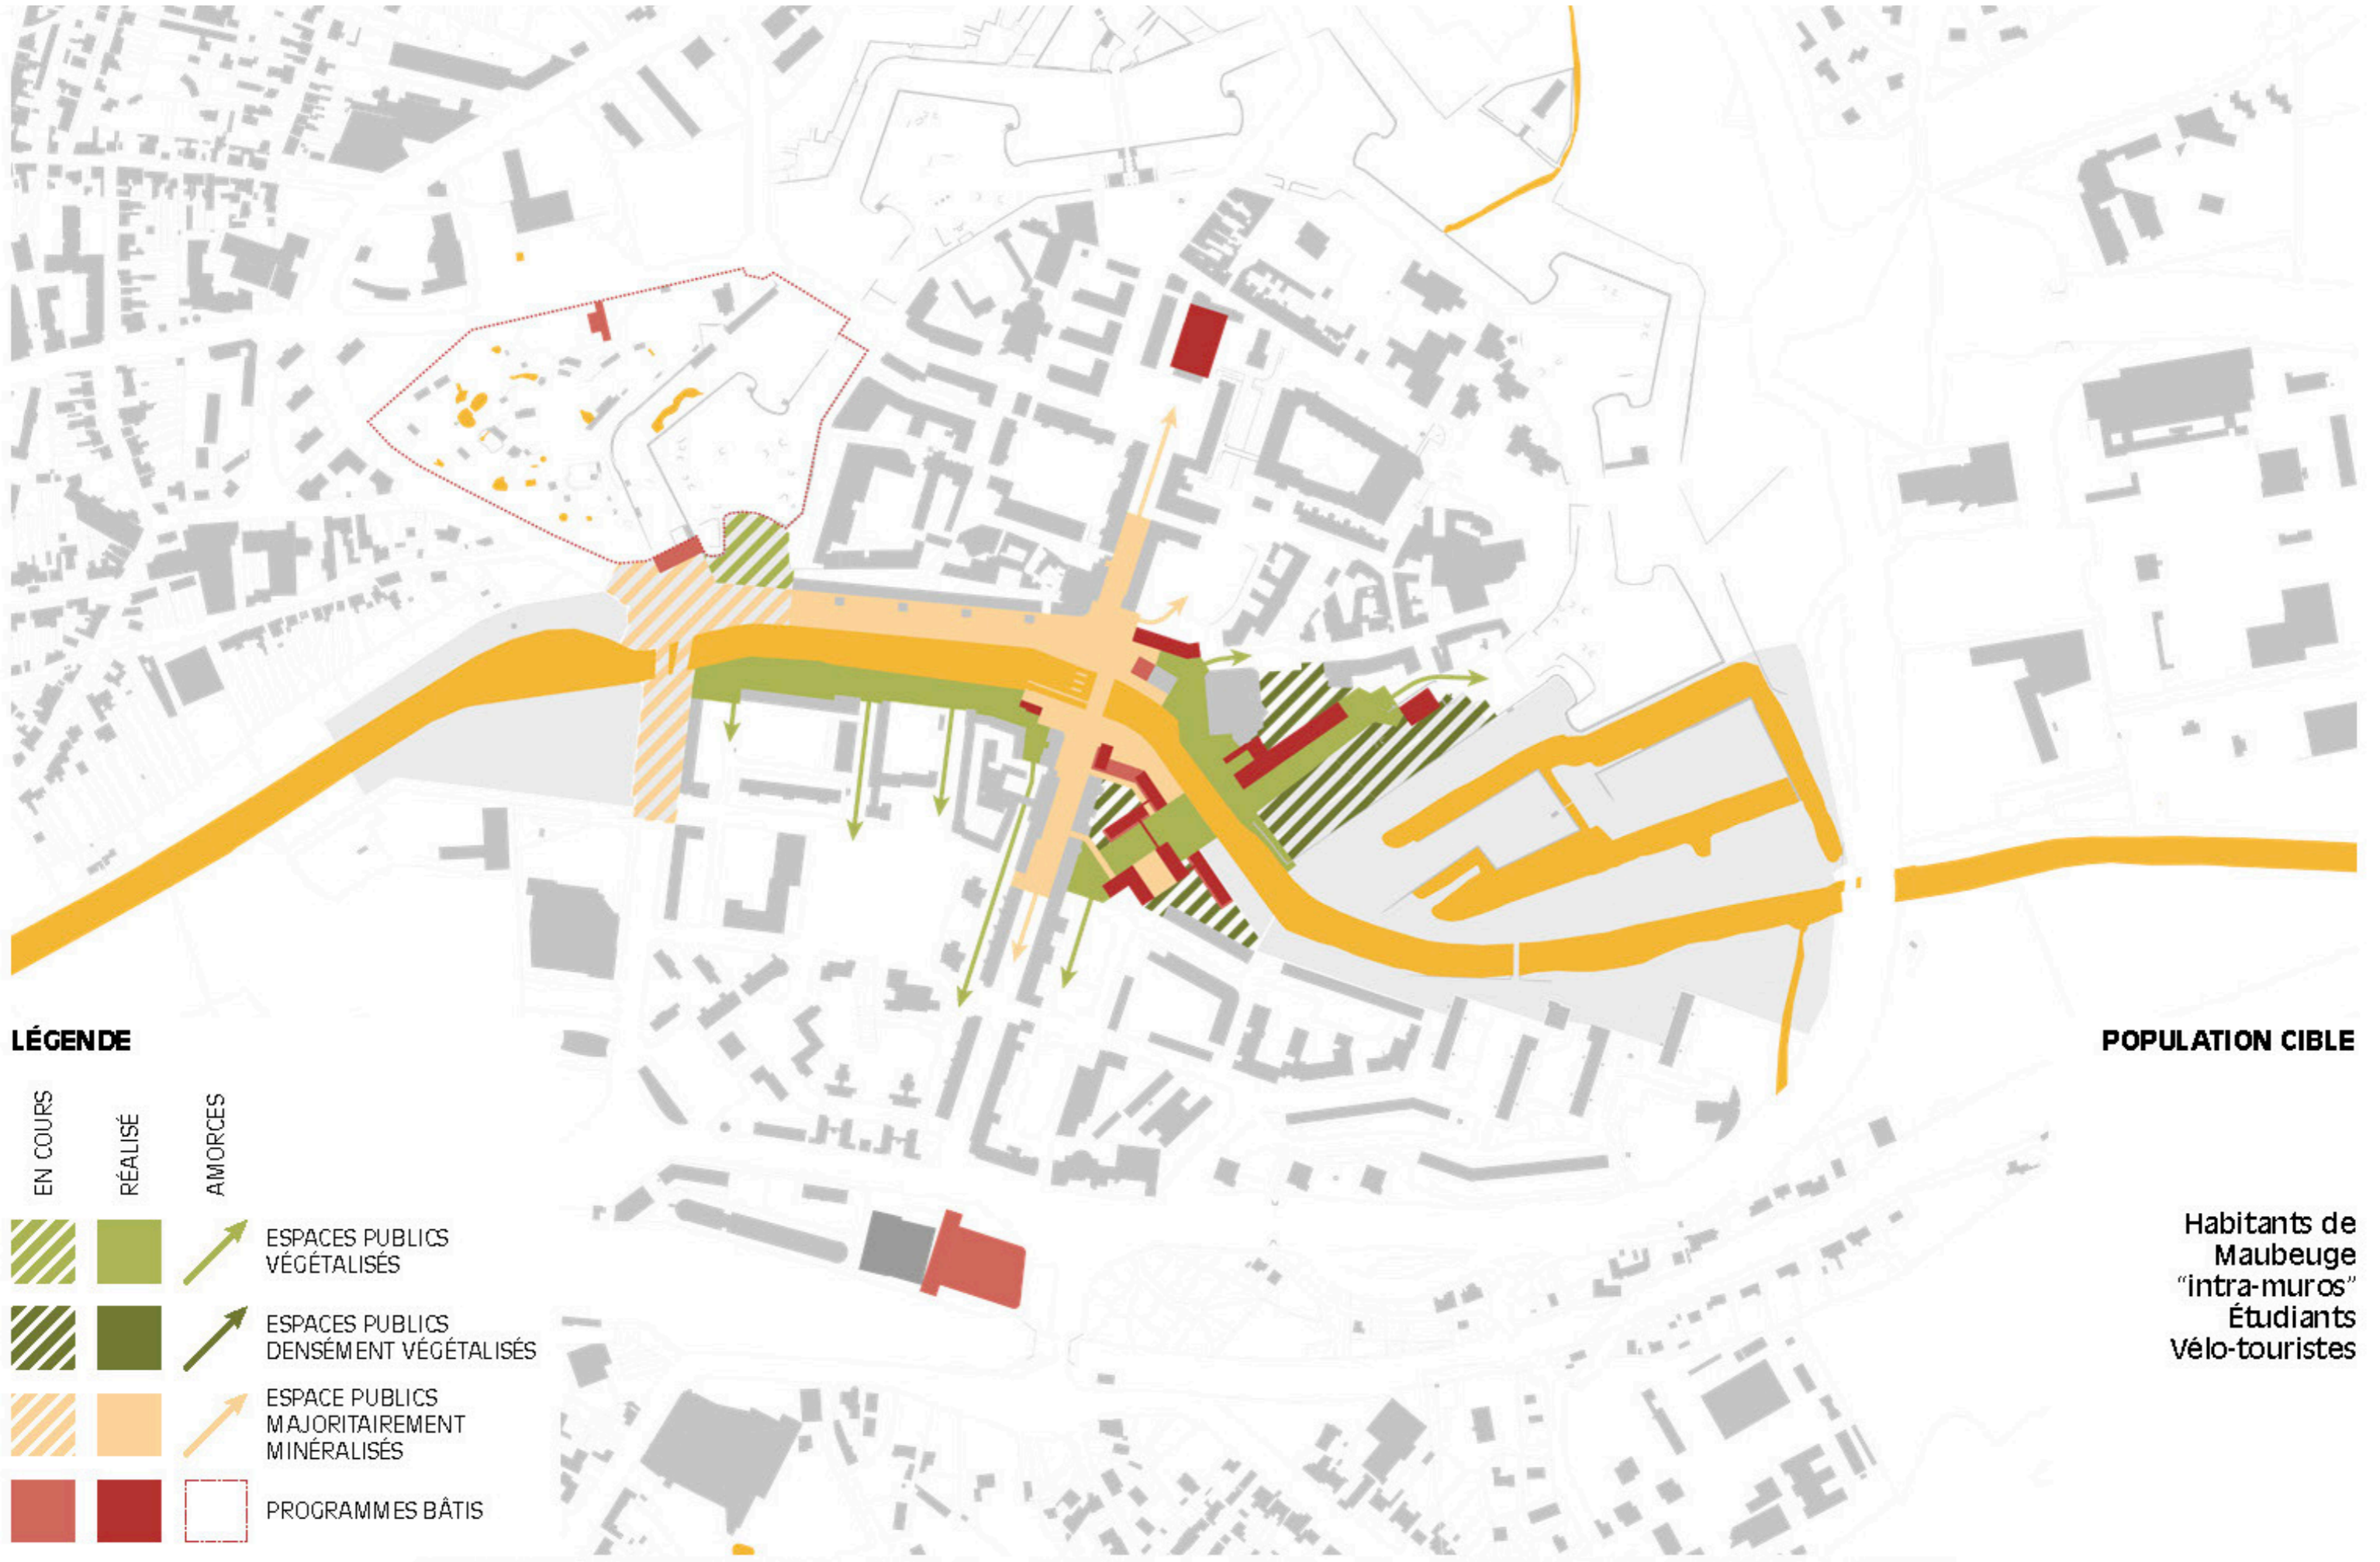 LÉGENDE
EN COURS
RÉALISÉ
AMORCES
ESPACES PUBLICS
VÉGÉTALISÉS
ESPACES PUBLICS
DENSÉMENT VÉGÉTALISÉS
ESPACE PUBLICS
MAJORITAIREMENT
MINÉRALISÉS
PROGRAMMES BÂTIS
POPULATION CIBLE
Habitants de
Maubeuge
“intra-muros”
Étudiants
Vélo-touristes